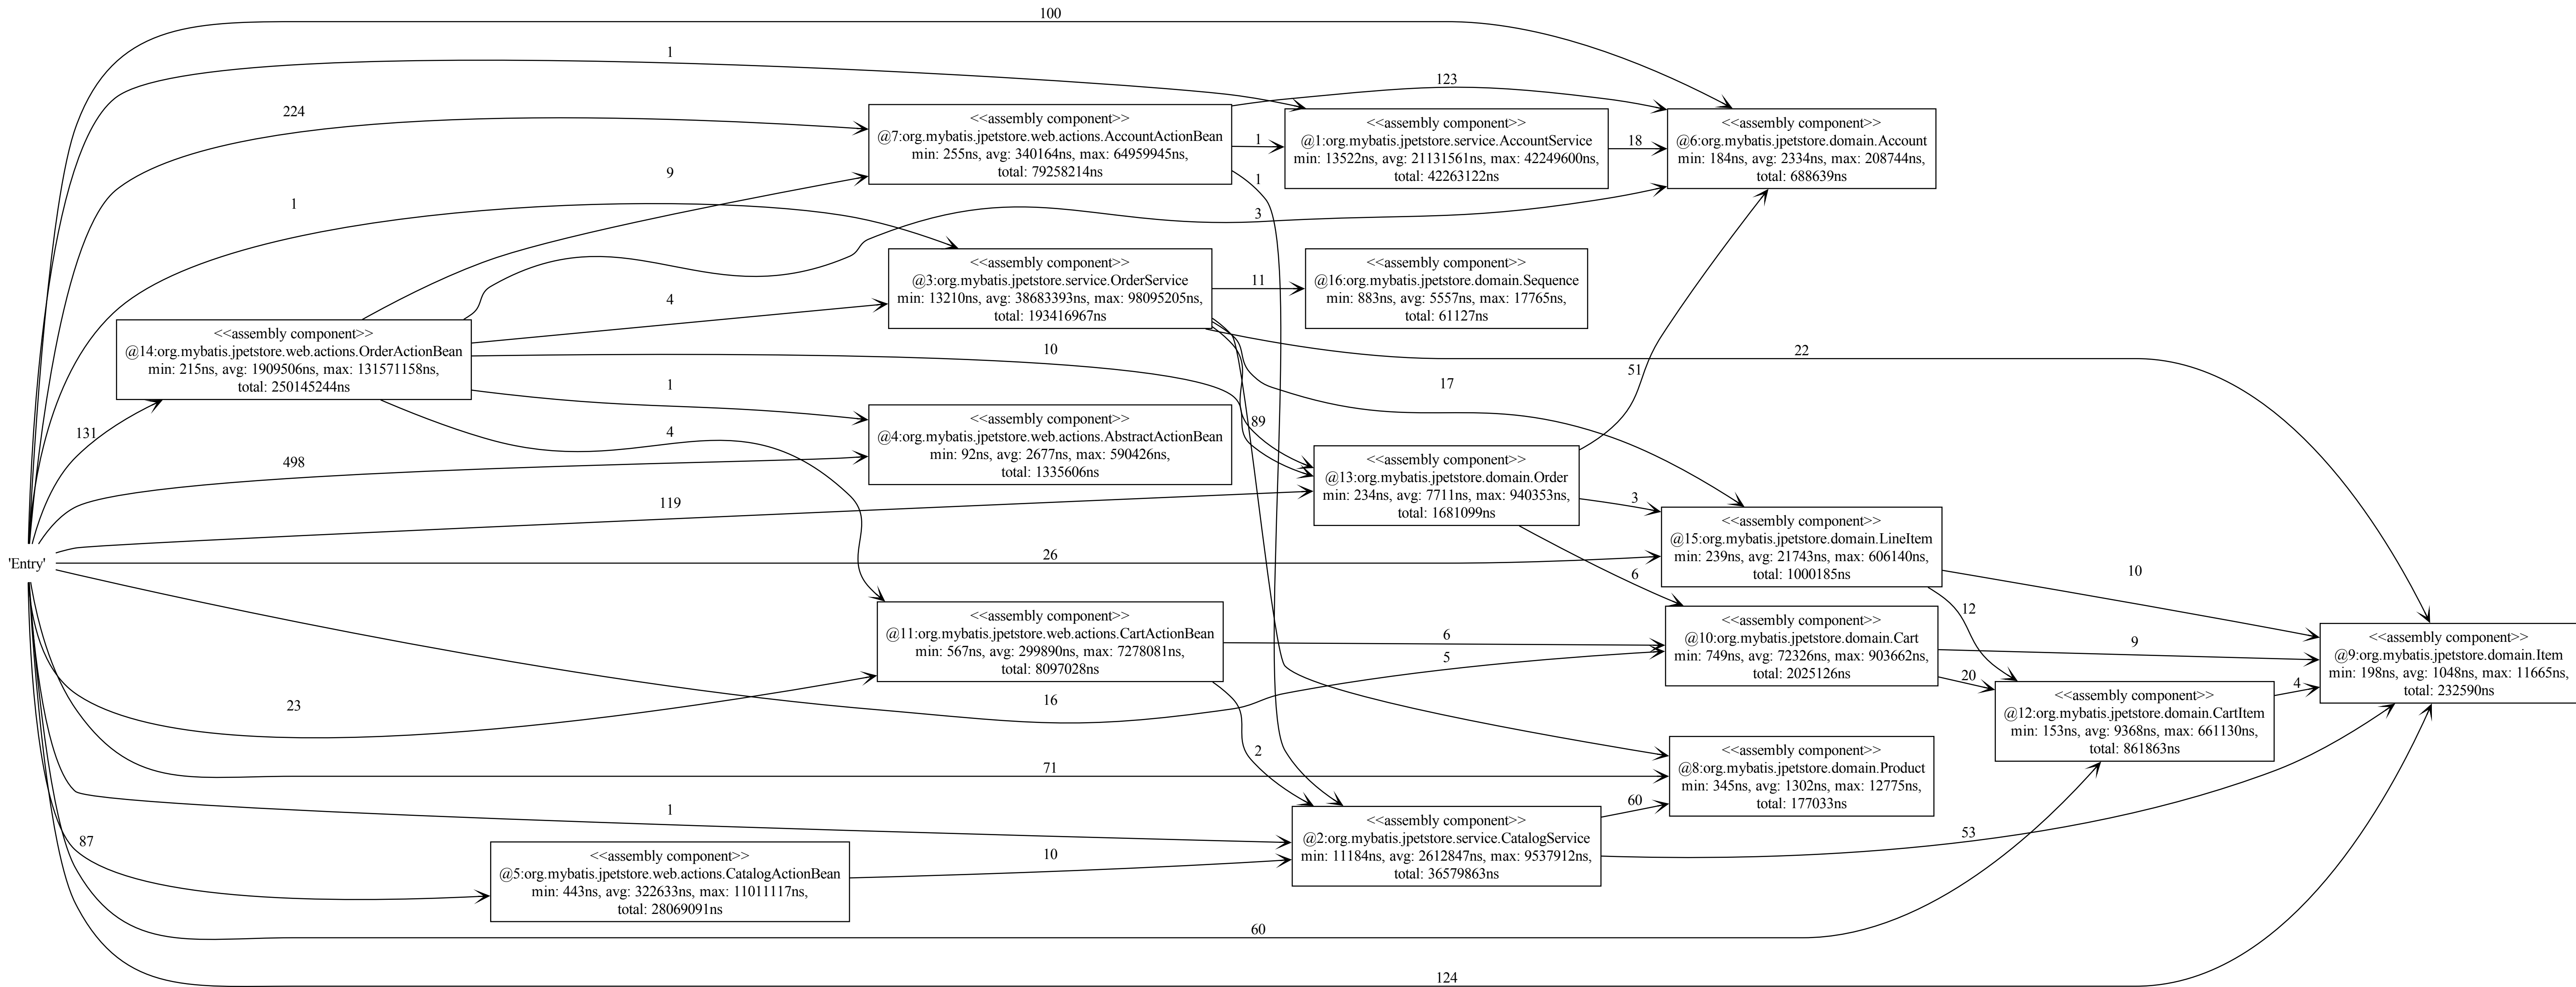 100
1
224
123
<<assembly component>>
@7:org.mybatis.jpetstore.web.actions.AccountActionBean
min: 255ns, avg: 340164ns, max: 64959945ns,
total: 79258214ns
1
<<assembly component>>
@1:org.mybatis.jpetstore.service.AccountService
min: 13522ns, avg: 21131561ns, max: 42249600ns,
total: 42263122ns
18
<<assembly component>>
@6:org.mybatis.jpetstore.domain.Account
min: 184ns, avg: 2334ns, max: 208744ns,
total: 688639ns
9
1
1
3
<<assembly component>>
@3:org.mybatis.jpetstore.service.OrderService
min: 13210ns, avg: 38683393ns, max: 98095205ns,
total: 193416967ns
11
<<assembly component>>
@16:org.mybatis.jpetstore.domain.Sequence
min: 883ns, avg: 5557ns, max: 17765ns,
total: 61127ns
4
<<assembly component>>
@14:org.mybatis.jpetstore.web.actions.OrderActionBean
min: 215ns, avg: 1909506ns, max: 131571158ns,
total: 250145244ns
10
22
51
17
1
<<assembly component>>
@4:org.mybatis.jpetstore.web.actions.AbstractActionBean
min: 92ns, avg: 2677ns, max: 590426ns,
total: 1335606ns
131
4
89
498
<<assembly component>>
@13:org.mybatis.jpetstore.domain.Order
min: 234ns, avg: 7711ns, max: 940353ns,
total: 1681099ns
119
3
<<assembly component>>
@15:org.mybatis.jpetstore.domain.LineItem
min: 239ns, avg: 21743ns, max: 606140ns,
total: 1000185ns
'Entry'
26
6
10
12
<<assembly component>>
@11:org.mybatis.jpetstore.web.actions.CartActionBean
min: 567ns, avg: 299890ns, max: 7278081ns,
total: 8097028ns
6
5
<<assembly component>>
@10:org.mybatis.jpetstore.domain.Cart
min: 749ns, avg: 72326ns, max: 903662ns,
total: 2025126ns
9
20
<<assembly component>>
@9:org.mybatis.jpetstore.domain.Item
min: 198ns, avg: 1048ns, max: 11665ns,
total: 232590ns
4
<<assembly component>>
@12:org.mybatis.jpetstore.domain.CartItem
min: 153ns, avg: 9368ns, max: 661130ns,
total: 861863ns
23
16
2
71
<<assembly component>>
@8:org.mybatis.jpetstore.domain.Product
min: 345ns, avg: 1302ns, max: 12775ns,
total: 177033ns
60
1
<<assembly component>>
@2:org.mybatis.jpetstore.service.CatalogService
min: 11184ns, avg: 2612847ns, max: 9537912ns,
total: 36579863ns
53
87
<<assembly component>>
@5:org.mybatis.jpetstore.web.actions.CatalogActionBean
min: 443ns, avg: 322633ns, max: 11011117ns,
total: 28069091ns
10
60
124